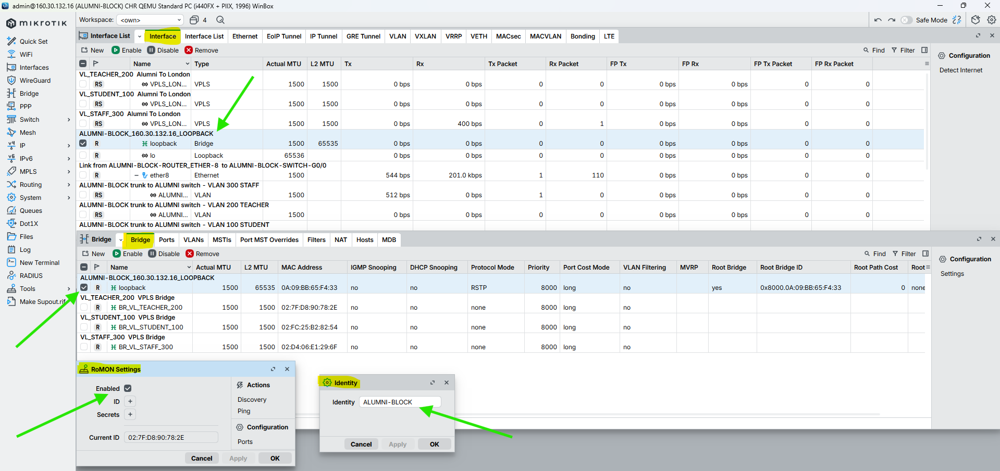 admin@160.30.132.16 (ALUMNI-BLOCK) CHR QEMU Standard PC (i440FX + PIIX, 1996) WinBox
MikroTik
Workspace: <own> 4 Safe Mode
Quick Set
WiFi
Interfaces
WireGuard
Bridge
PPP
Switch
Mesh
IP
IPv6
MPLS
Routing
System
Queues
Dot1X
Files
Log
New Terminal
RADIUS
Tools
Make Supout.rif
Interface List Interface Interface List Ethernet EoIP Tunnel IP Tunnel GRE Tunnel VLAN VXLAN VRRP VETH MACsec MACVLAN Bonding LTE
New Enable Disable Remove Find Filter
Name Type Actual MTU L2 MTU Tx Rx Tx Packet Rx Packet FP Tx FP Rx FP Tx Packet FP Rx Packet
VL_TEACHER_200 Alumni To London
RS VPLS_LON... VPLS 1500 1500 0 bps 0 bps 0 0 0 bps 0 bps 0 0
VL_STUDENT_100 Alumni To London
RS VPLS_LON... VPLS 1500 1500 0 bps 0 bps 0 0 0 bps 0 bps 0 0
VL_STAFF_300 Alumni To London
RS VPLS_LON... VPLS 1500 1500 0 bps 400 bps 0 1 0 bps 0 bps 0 0
ALUMNI-BLOCK_160.30.132.16_LOOPBACK
R loopback Bridge 1500 65535 0 bps 0 bps 0 0 0 bps 0 bps 0 0
R lo Loopback 65536 0 bps 0 bps 0 0 0 bps 0 bps 0 0
Link from ALUMNI-BLOCK-ROUTER_ETHER-8 to ALUMNI-BLOCK-SWITCH-G0/0
R ether8 Ethernet 1500 544 bps 201.0 kbps 1 110 0 bps 0 bps 0 0
ALUMNI-BLOCK trunk to ALUMNI switch - VLAN 300 STAFF
RS ALUMNI... VLAN 1500 512 bps 0 bps 1 0 0 bps 0 bps 0 0
ALUMNI-BLOCK trunk to ALUMNI switch - VLAN 200 TEACHER
RS ALUMNI... VLAN 1500 0 bps 0 bps 0 0 0 bps 0 bps 0 0
ALUMNI-BLOCK trunk to ALUMNI switch - VLAN 100 STUDENT
Configuration
Detect Internet
Bridge Bridge Ports VLANs MSTIs Port MST Overrides Filters NAT Hosts MDB
New Enable Disable Remove Find Filter
Name Actual MTU L2 MTU MAC Address IGMP Snooping DHCP Snooping Protocol Mode Priority Port Cost Mode VLAN Filtering MVRP Root Bridge Root Bridge ID Root Path Cost Root
ALUMNI-BLOCK_160.30.132.16_LOOPBACK
R loopback 1500 65535 0A:09:BB:65:F4:33 no no RSTP 8000 long no yes 0x8000.0A:09:BB:65:F4:33 0 none
VL_TEACHER_200 VPLS Bridge
R BR_VL_TEACHER_200 1500 1500 02:7F:D8:90:78:2E no no none 8000 long no
VL_STUDENT_100 VPLS Bridge
R BR_VL_STUDENT_100 1500 1500 02:FC:25:B2:82:54 no no none 8000 long no
VL_STAFF_300 VPLS Bridge
R BR_VL_STAFF_300 1500 1500 02:D4:06:E1:29:6F no no none 8000 long no
Configuration
Settings
RoMON Settings
Enabled
ID +
Secrets +
Current ID 02:7F:D8:90:78:2E
Actions
Discovery
Ping
Configuration
Ports
Cancel Apply OK
Identity
Identity ALUMNI-BLOCK
Cancel Apply OK